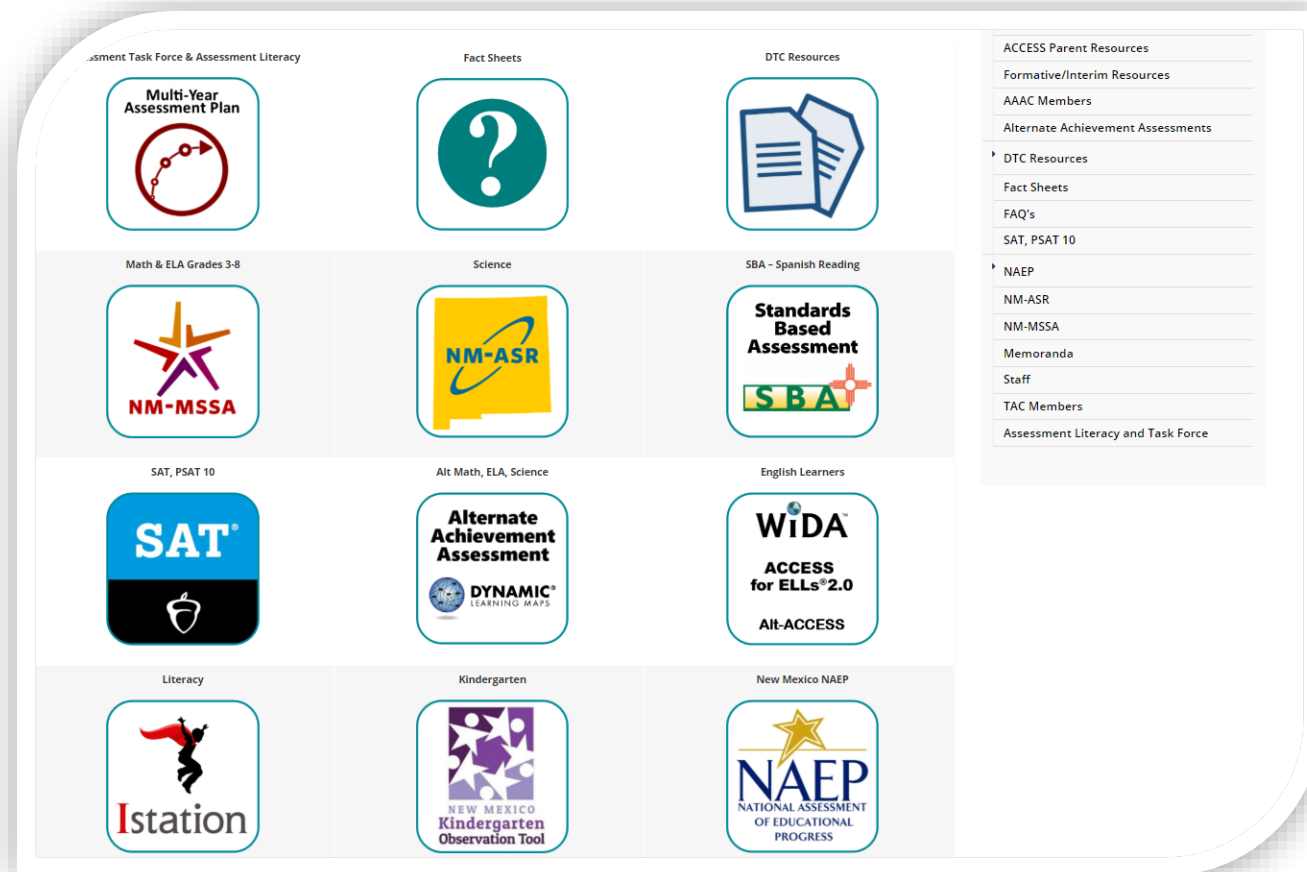 Task Force & Assessment Literacy
Fact Sheets
DTC Resources
Multi-Year
Assessment Plan
?
Math & ELA Grades 3-8
Science
SBA – Spanish Reading
NM-MSSA
NM-ASR
Standards
Based
Assessment
SBA
SAT, PSAT 10
Alt Math, ELA, Science
English Learners
SAT®
Alternate
Achievement
Assessment
DYNAMIC®
LEARNING MAPS
WIDA™
ACCESS
for ELLs®2.0
Alt-ACCESS
Literacy
Kindergarten
New Mexico NAEP
Istation
NEW MEXICO
Kindergarten
Observation Tool
NAEP
NATIONAL ASSESSMENT
OF EDUCATIONAL
PROGRESS
ACCESS Parent Resources
Formative/Interim Resources
AAAC Members
Alternate Achievement Assessments
DTC Resources
Fact Sheets
FAQ's
SAT, PSAT 10
NAEP
NM-ASR
NM-MSSA
Memoranda
Staff
TAC Members
Assessment Literacy and Task Force